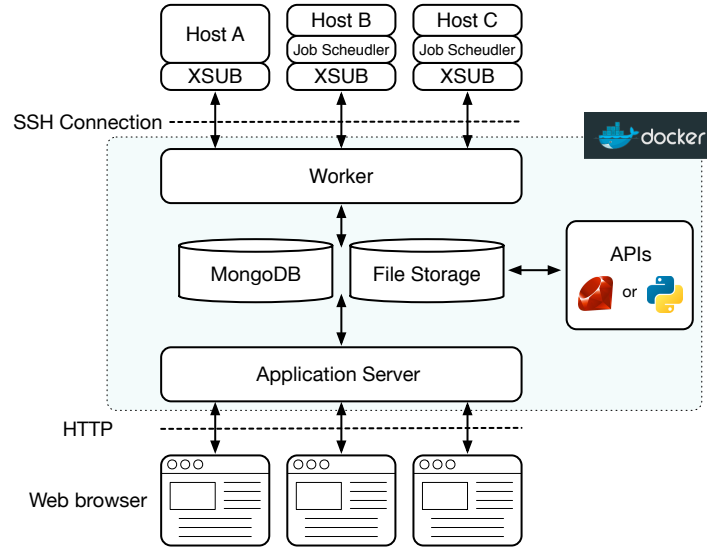 Host A
Host B
Host C
Job Scheudler
Job Scheudler
XSUB
XSUB
XSUB
SSH Connection
docker
Worker
MongoDB
File Storage
APIs
or
Application Server
HTTP
Web browser